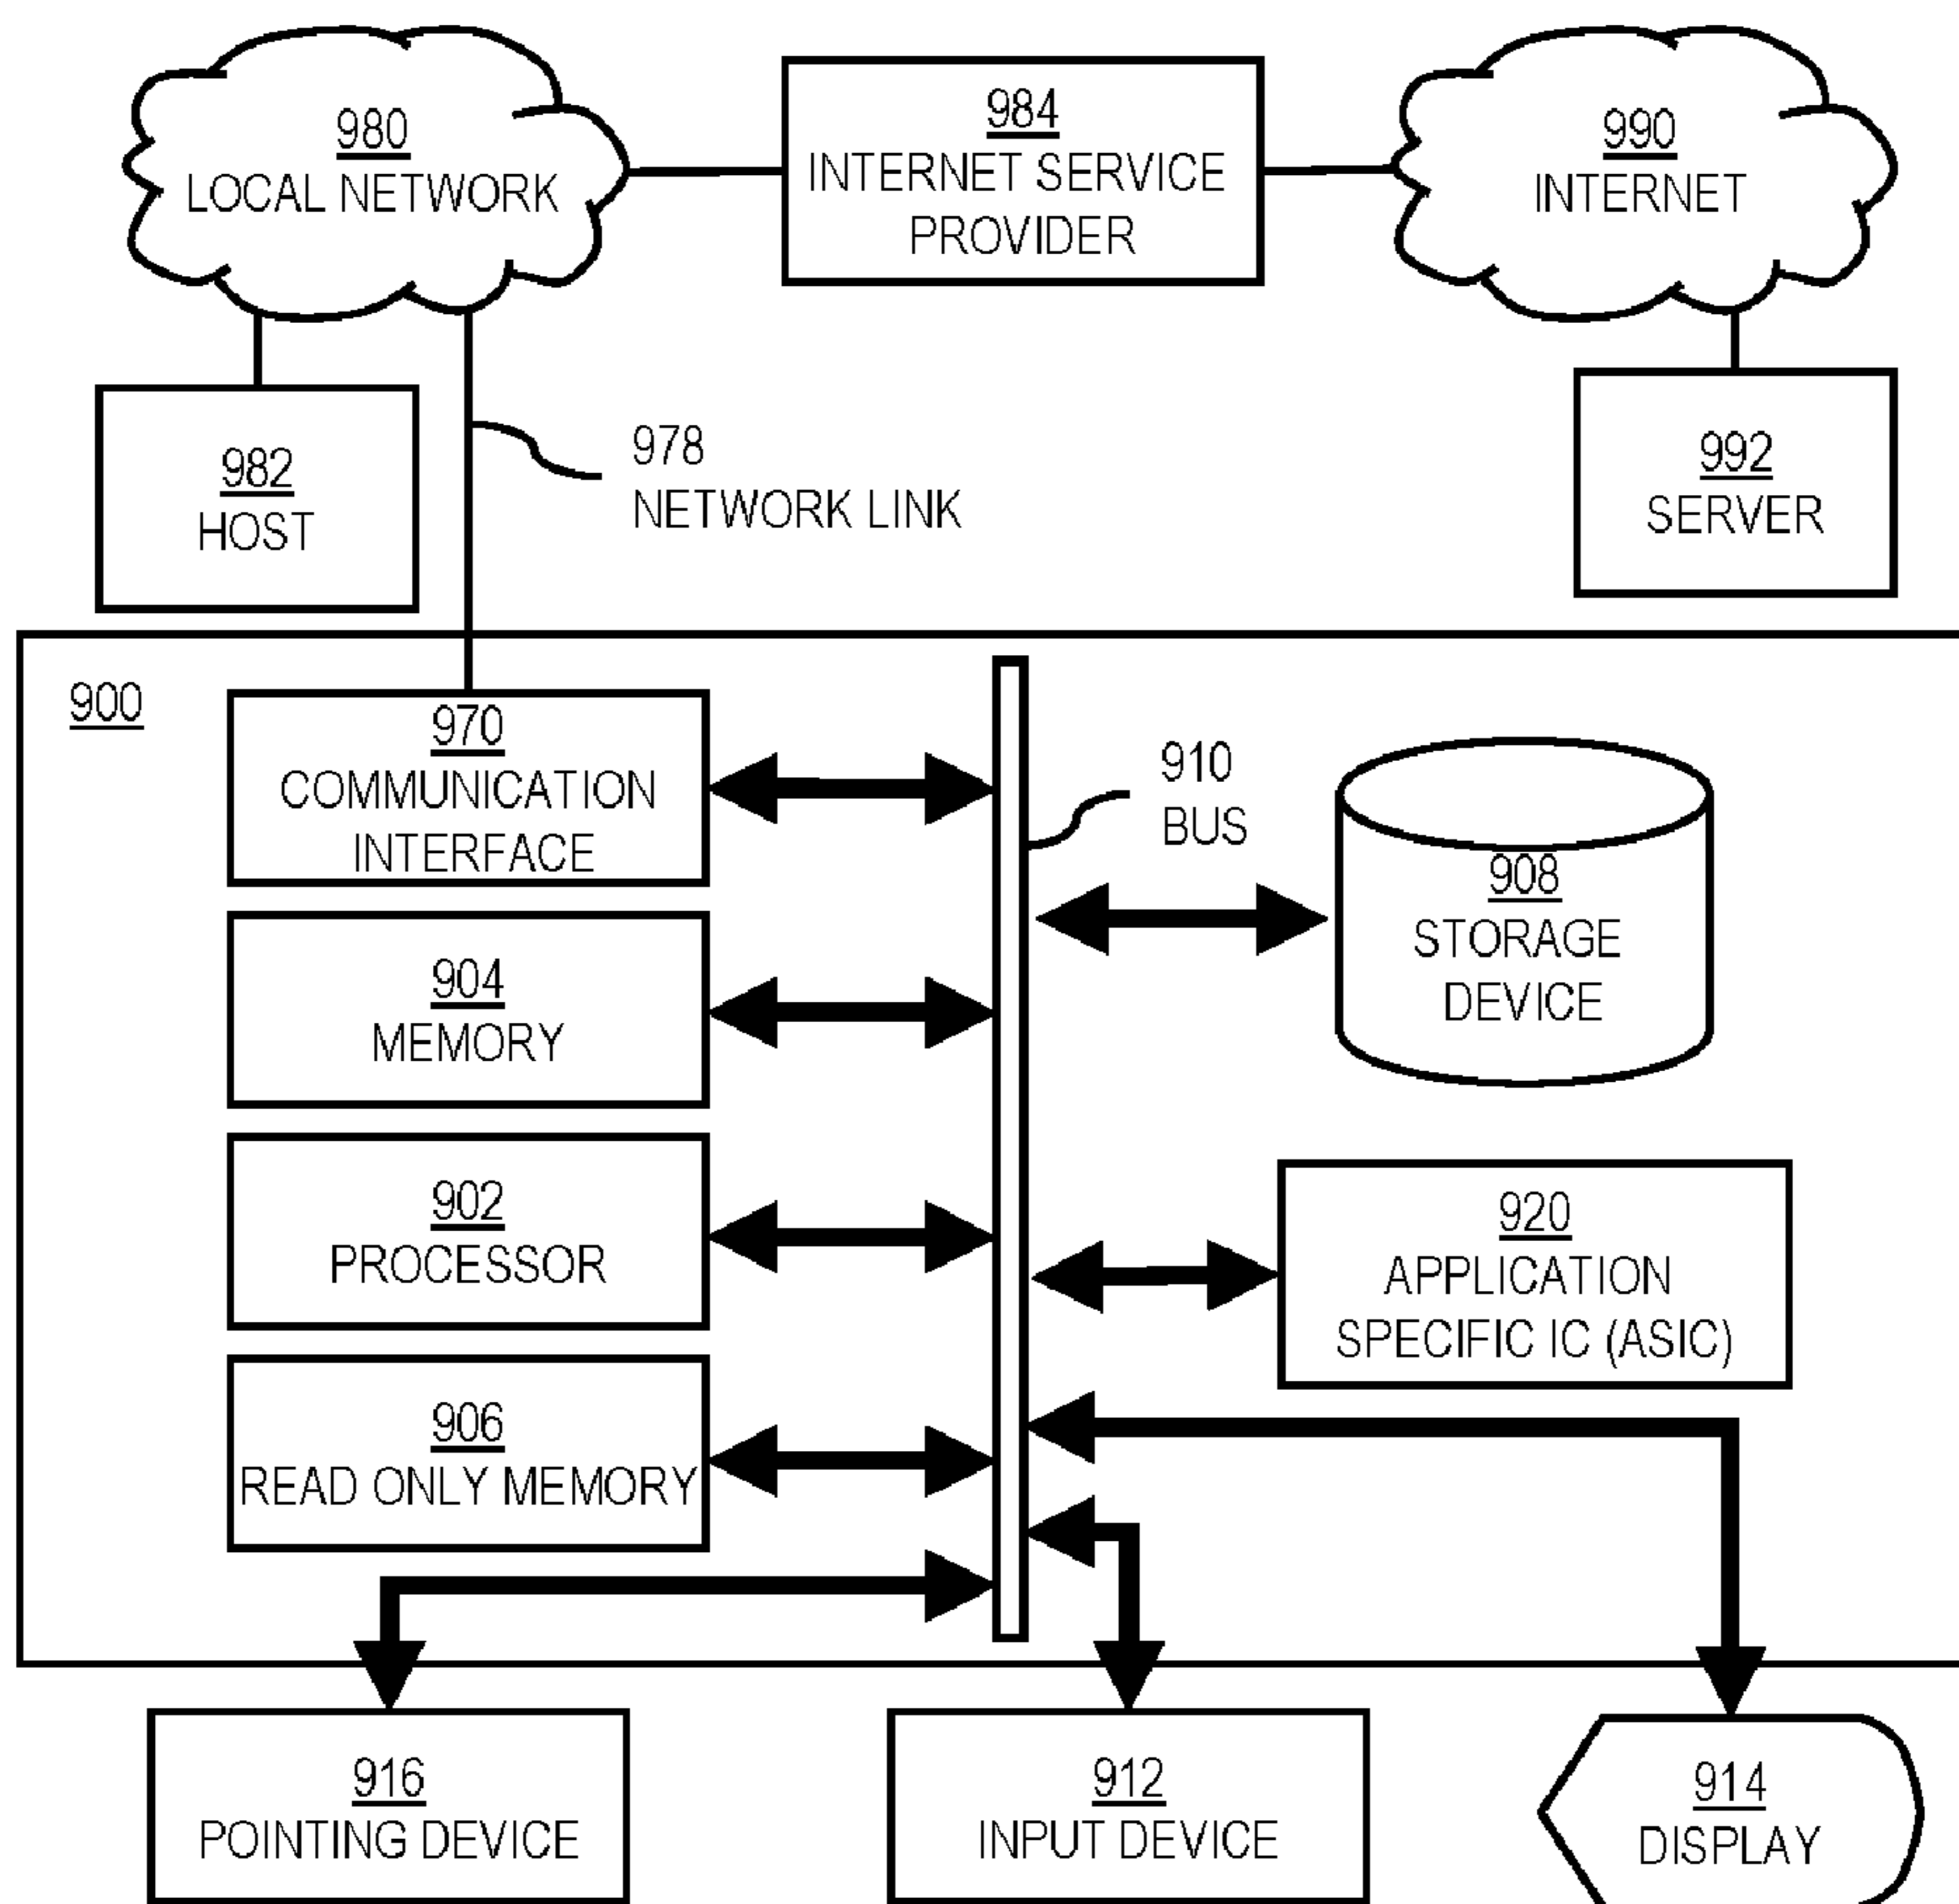 980
LOCAL NETWORK
984
INTERNET SERVICE
PROVIDER
990
INTERNET
982
HOST
978
NETWORK LINK
992
SERVER
900
970
COMMUNICATION
INTERFACE
910
BUS
908
STORAGE
DEVICE
904
MEMORY
902
PROCESSOR
920
APPLICATION
SPECIFIC IC (ASIC)
906
READ ONLY MEMORY
916
POINTING DEVICE
912
INPUT DEVICE
914
DISPLAY